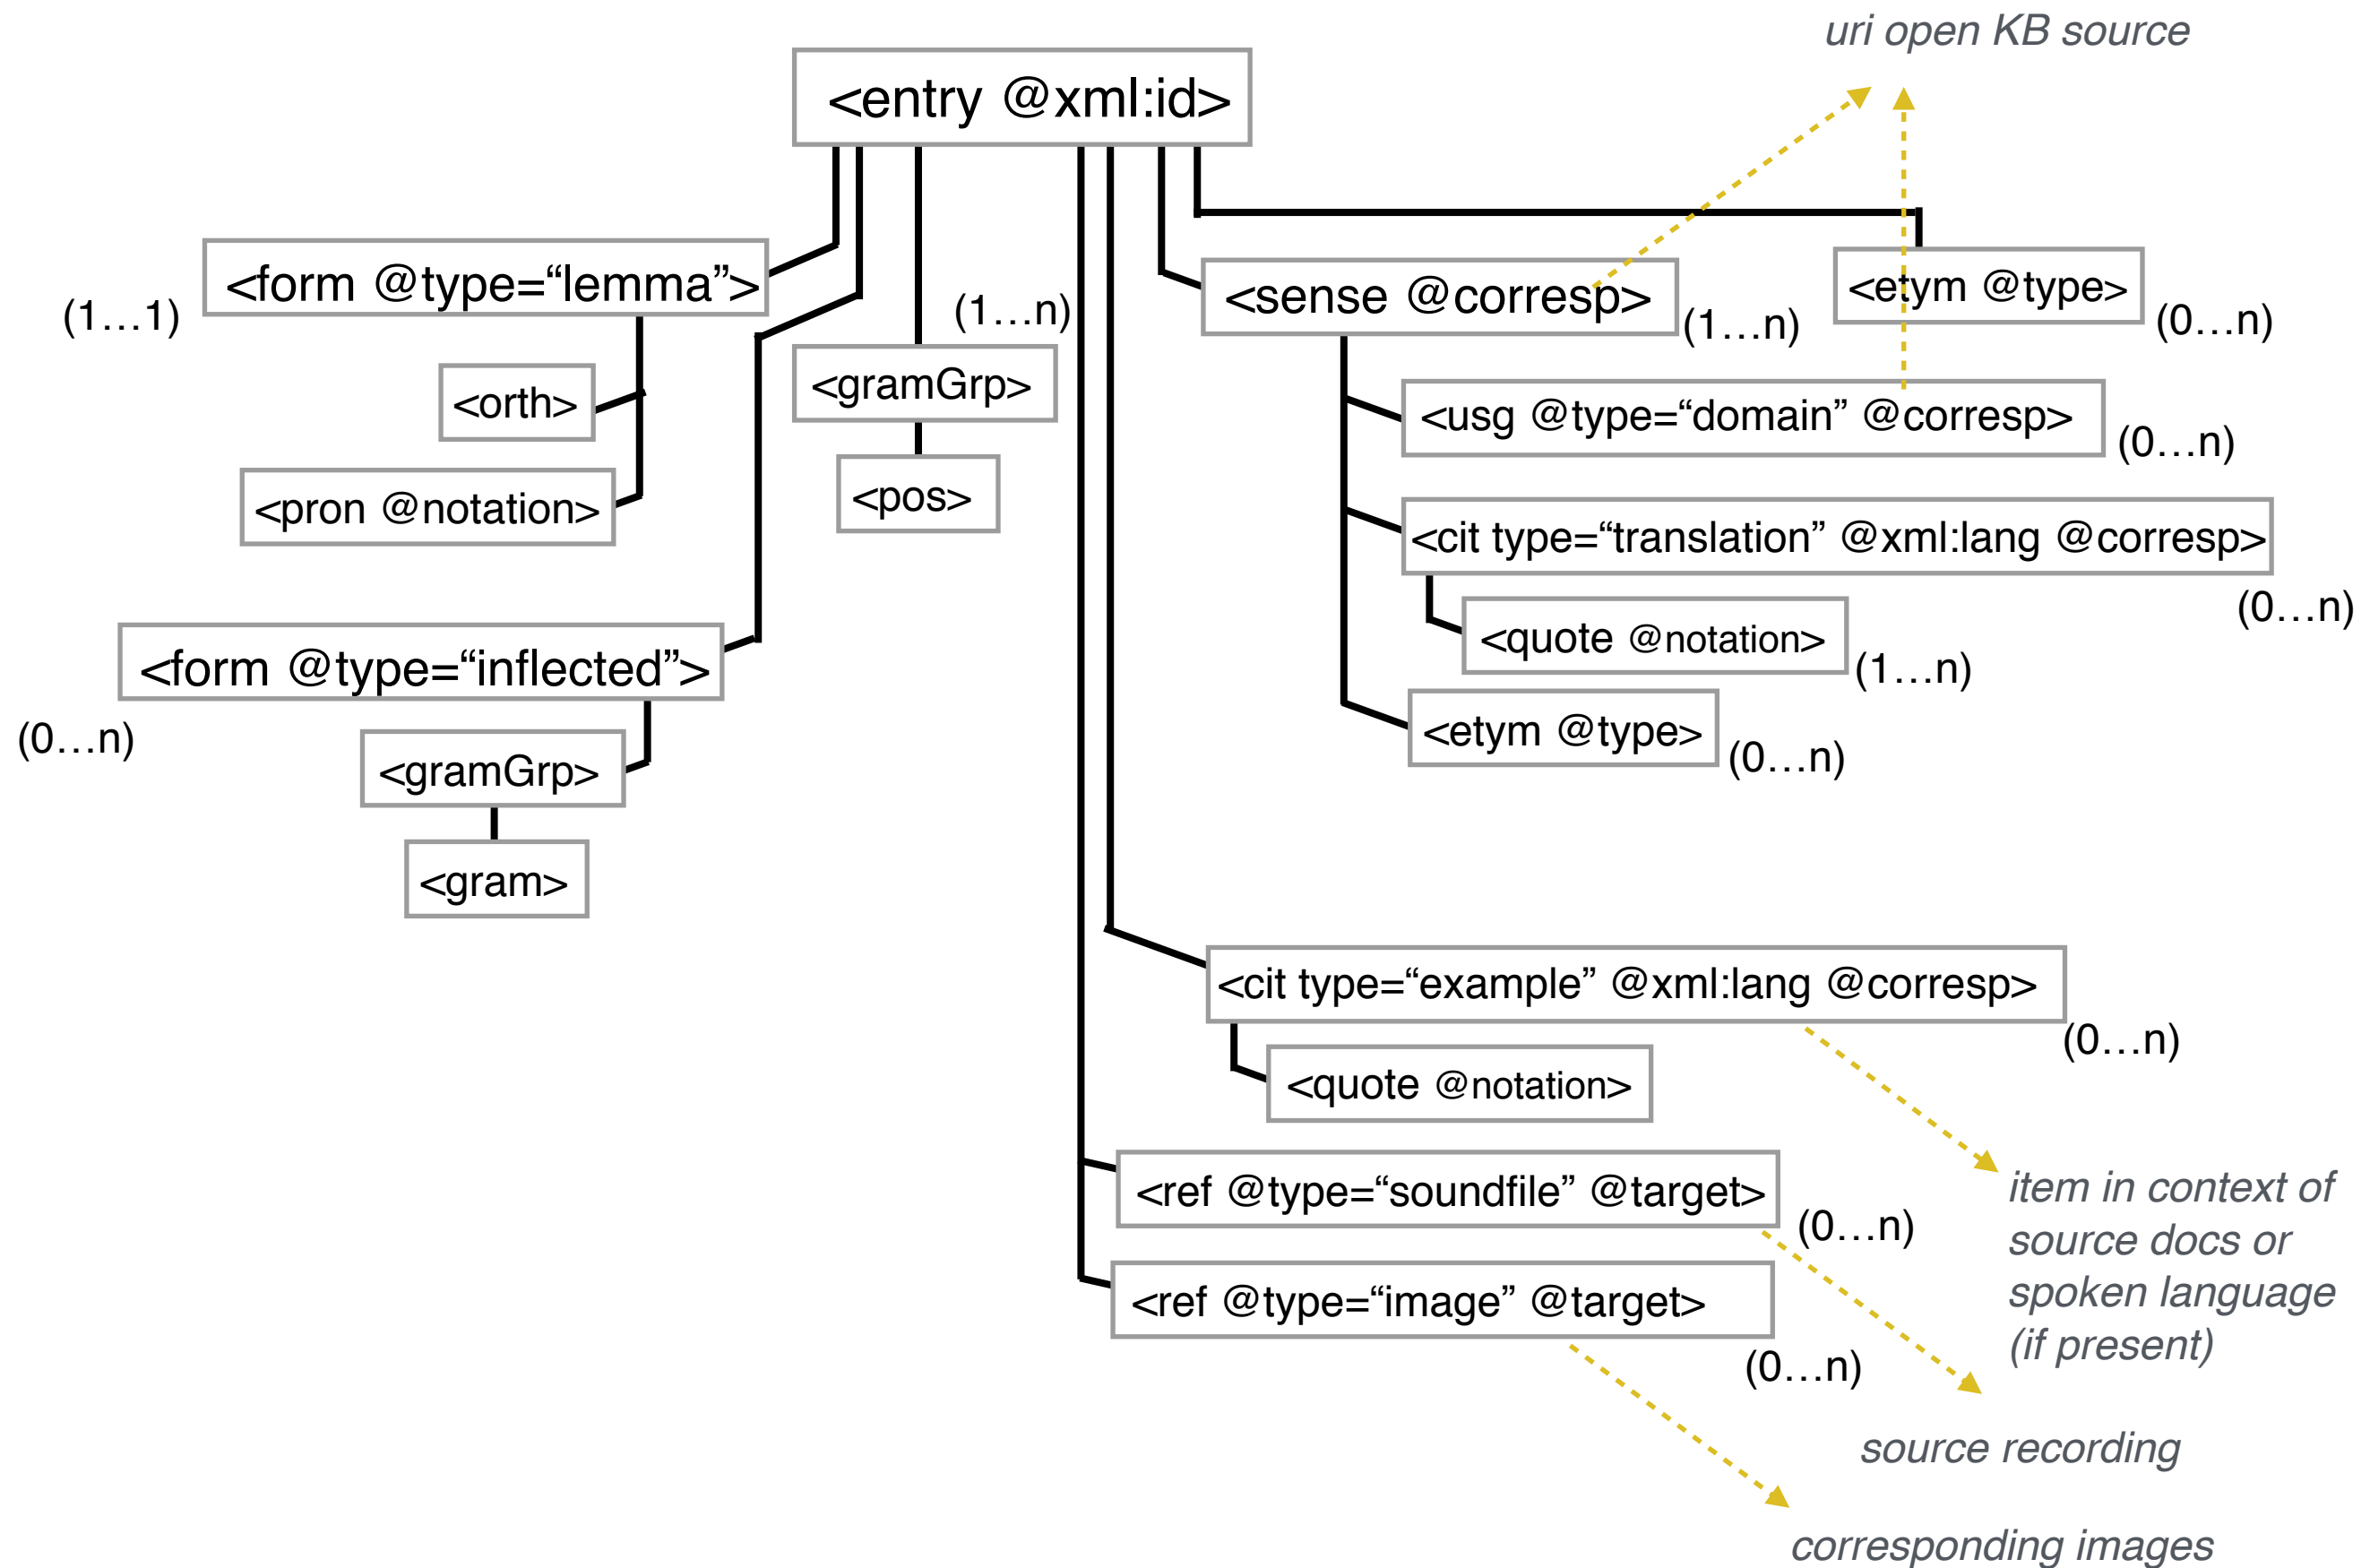 uri open KB source
<entry @xml:id>
<form @type=“lemma”>
(1…1)
<orth>
<pron @notation>
<form @type=“inflected”>
(0…n)
<gramGrp>
<gram>
(1…n)
<gramGrp>
<pos>
<sense @corresp>
(1…n)
<etym @type>
(0…n)
<usg @type=“domain” @corresp>
(0…n)
<cit type=“translation” @xml:lang @corresp>
(0…n)
<quote @notation>
(1…n)
<etym @type>
(0…n)
<cit type=“example” @xml:lang @corresp>
(0…n)
<quote @notation>
<ref @type=“soundfile” @target>
(0…n)
<ref @type=“image” @target>
(0…n)
item in context of
source docs or
spoken language
(if present)
source recording
corresponding images